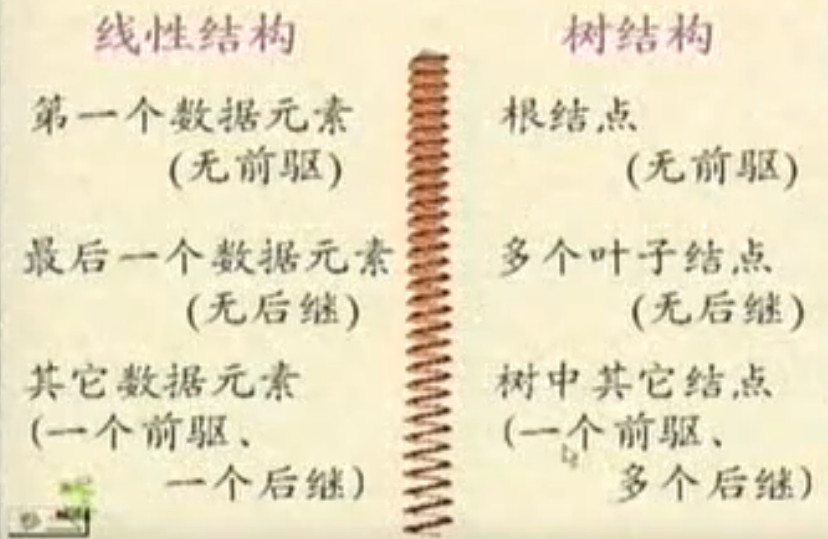 线性结构
第一个数据元素
(无前驱)
最后一个数据元素
(无后继)
其它数据元素
(一个前驱、
一个后继)
树结构
根结点
(无前驱)
多个叶子结点
(无后继)
树中其它结点
(一个前驱、
多个后继)